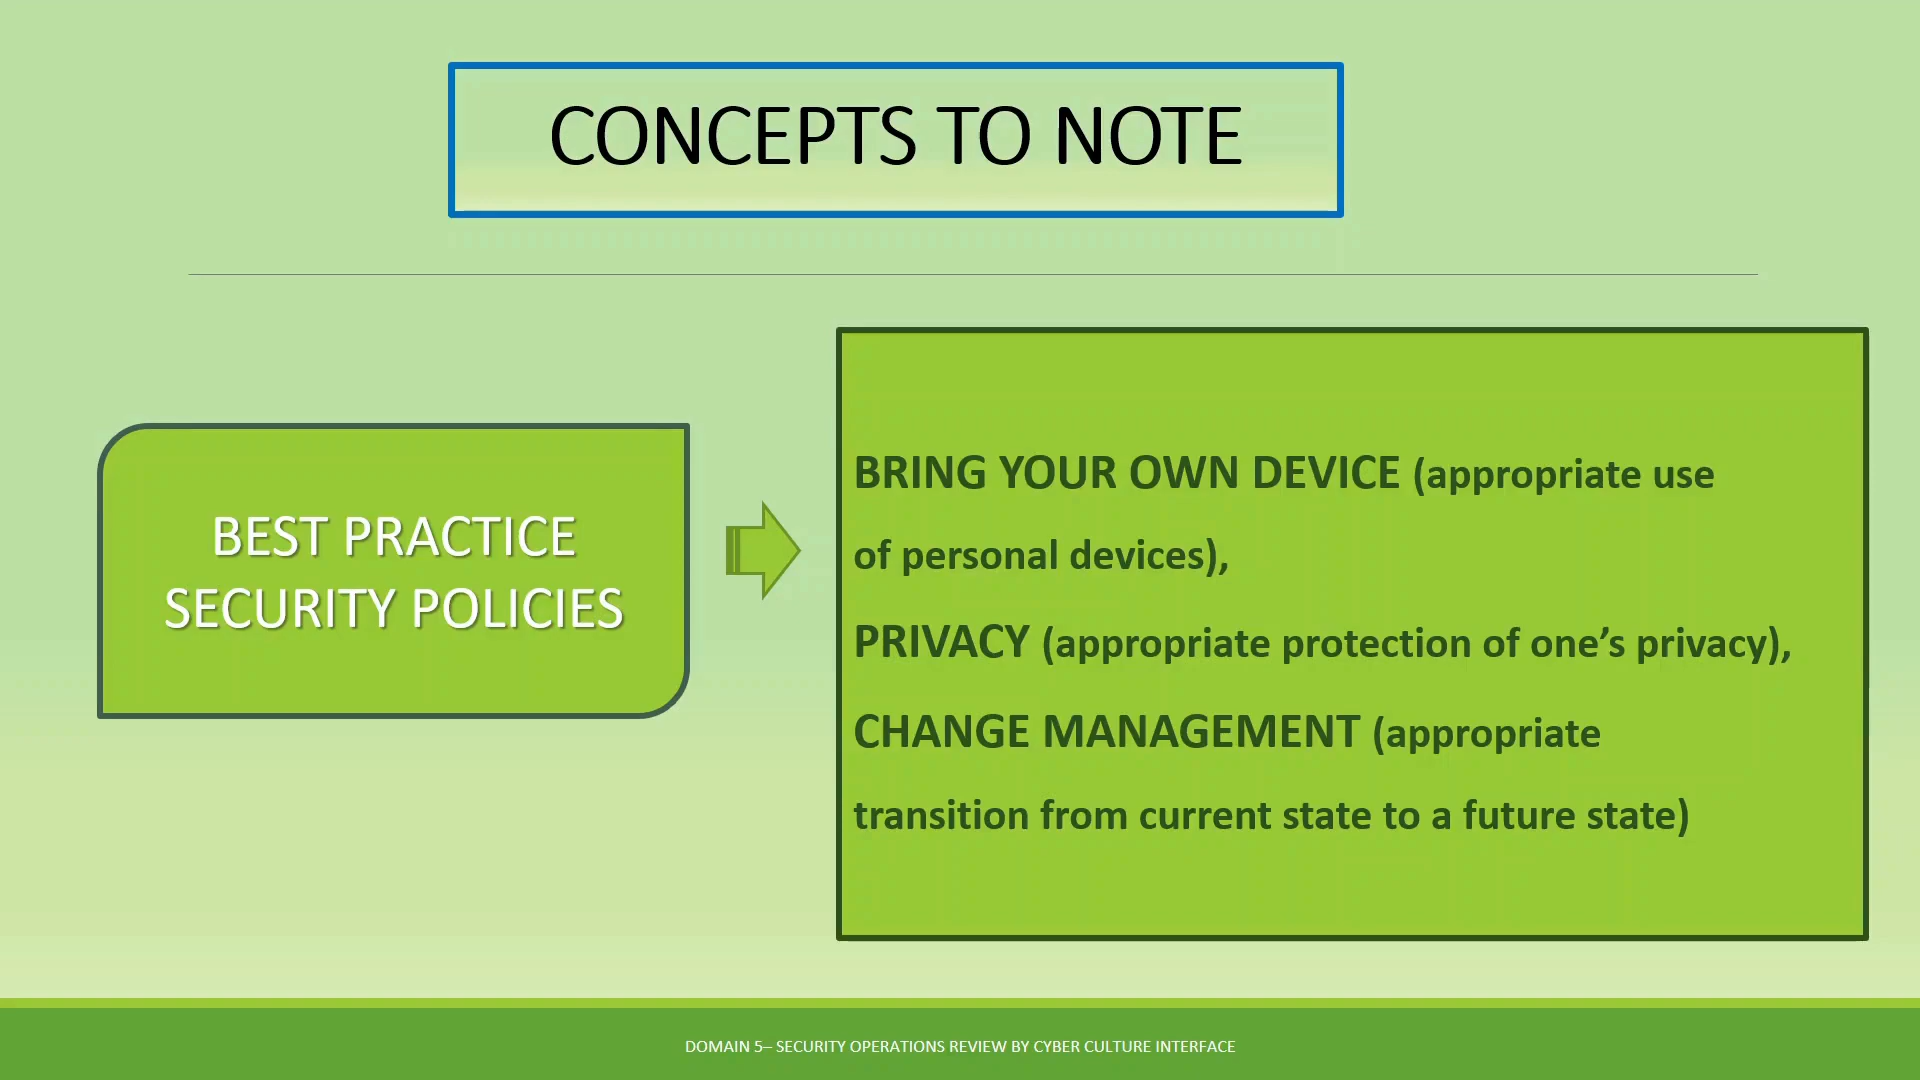 CONCEPTS TO NOTE
BEST PRACTICE
SECURITY POLICIES
BRING YOUR OWN DEVICE (appropriate use
of personal devices),
PRIVACY (appropriate protection of one’s privacy),
CHANGE MANAGEMENT (appropriate
transition from current state to a future state)
DOMAIN 5– SECURITY OPERATIONS REVIEW BY CYBER CULTURE INTERFACE